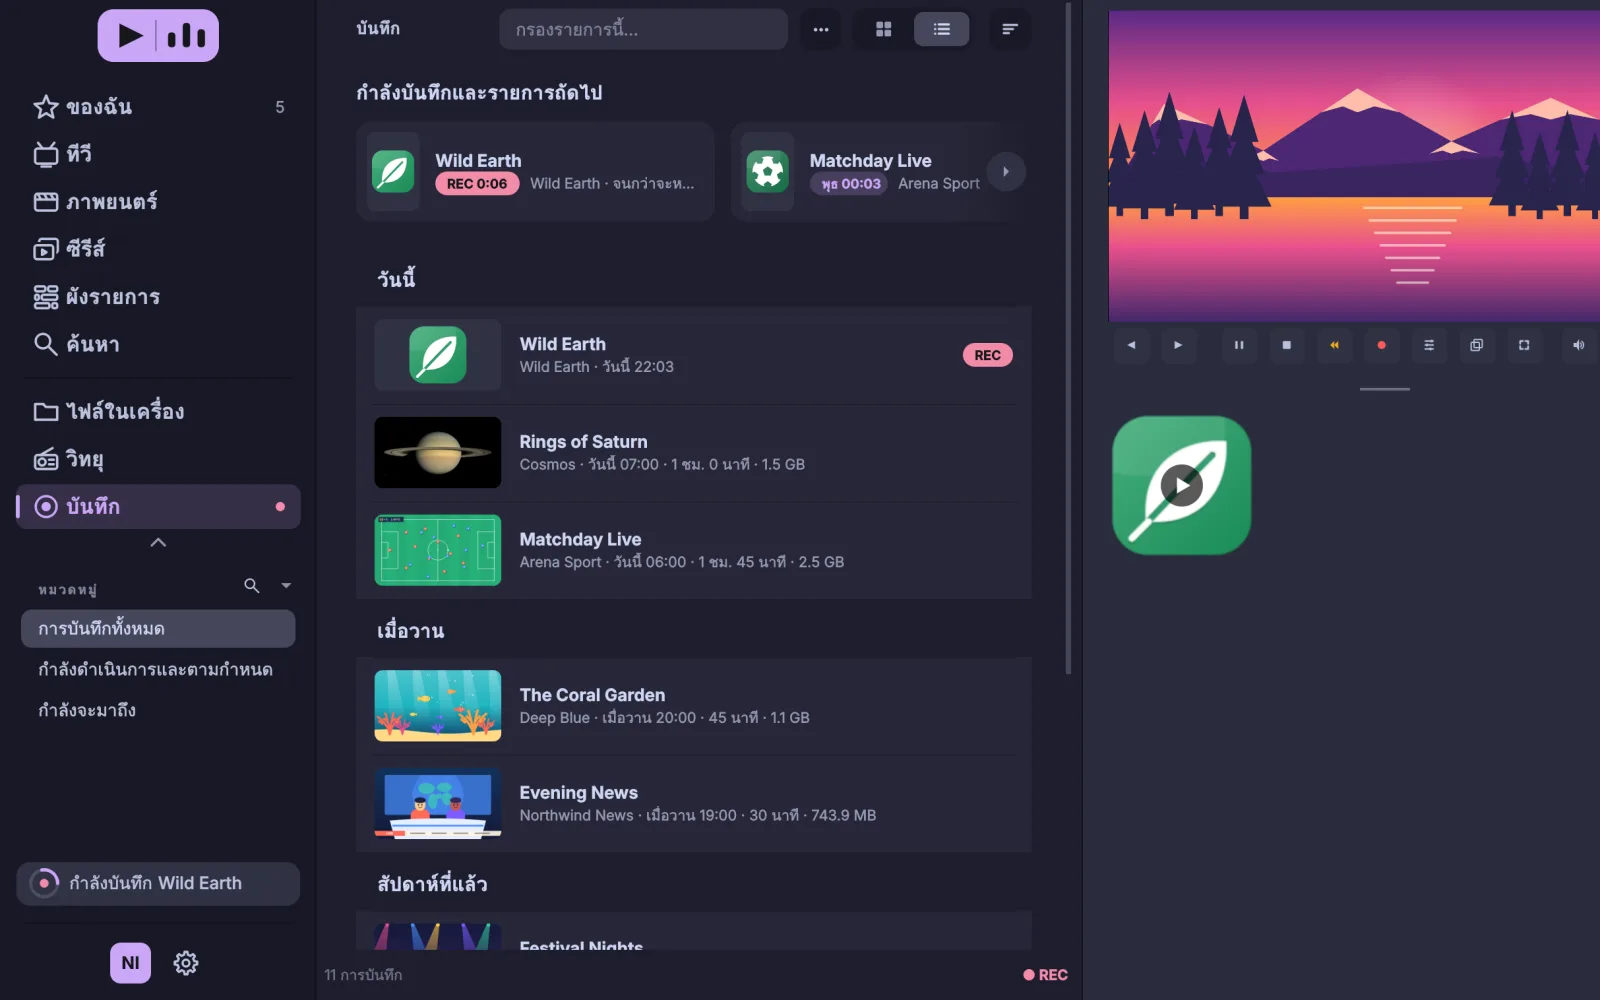 ของฉัน 5
ทีวี
ภาพยนตร์
ซีรีส์
ผังรายการ
ค้นหา
ไฟล์ในเครื่อง
วิทยุ
บันทึก
หมวดหมู่
การบันทึกทั้งหมด
กำลังดำเนินการและตามกำหนด
กำลังจะมาถึง
กำลังบันทึก Wild Earth
NI
บันทึก
กรองรายการนี้...
กำลังบันทึกและรายการถัดไป
Wild Earth
REC 0:06 Wild Earth · จนกว่าจะห...
Matchday Live
พุธ 00:03 Arena Sport
วันนี้
Wild Earth
Wild Earth · วันนี้ 22:03
REC
Rings of Saturn
Cosmos · วันนี้ 07:00 · 1 ชม. 0 นาที · 1.5 GB
Matchday Live
Arena Sport · วันนี้ 06:00 · 1 ชม. 45 นาที · 2.5 GB
เมื่อวาน
The Coral Garden
Deep Blue · เมื่อวาน 20:00 · 45 นาที · 1.1 GB
Evening News
Northwind News · เมื่อวาน 19:00 · 30 นาที · 743.9 MB
สัปดาห์ที่แล้ว
Festival Nights
11 การบันทึก
REC